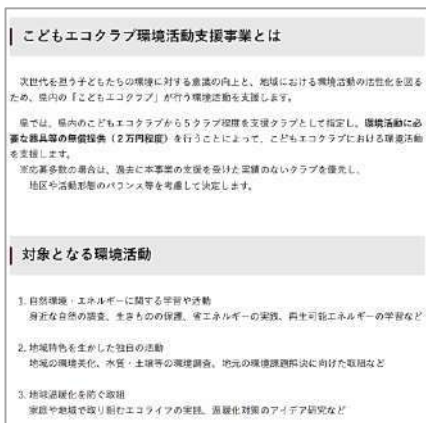 こどもエコクラブ環境活動支援事業とは
次世代を担う子どもたちの環境に対する意識の向上と、地域における環境活動の活性化を図る
ため、県内の「こどもエコクラブ」が行う環境活動を支援します。
県では、県内のこどもエコクラブから５クラブ程度を支援クラブとして指定し、環境活動に必
要な器具等の無償提供（２万円程度）を行うことによって、こどもエコクラブにおける環境活動
を支援します。
※応募多数の場合は、過去に本事業の支援を受けた実績のないクラブを優先し、
地区や活動形態のバランス等を考慮して決定します。
対象となる環境活動
1. 自然環境・エネルギーに関する学習や活動
身近な自然の調査、生きものの保護、省エネルギーの実践、再生可能エネルギーの学習など
2. 地域特色を生かした独自の活動
地域の環境美化、水質・土壌等の環境調査、地元の環境課題解決に向けた取組など
3. 地球温暖化を防ぐ取組
家庭や地域で取り組むエコライフの実践、温暖化対策のアイデア研究など